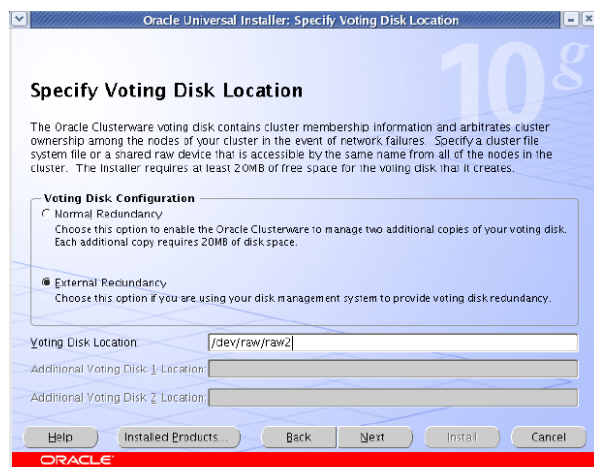 Oracle Universal Installer: Specify Voting Disk Location
10g
Specify Voting Disk Location
The Oracle Clusterware voting disk contains cluster membership information and arbitrates cluster
ownership among the nodes of your cluster in the event of network failures. Specify a cluster file
system file or a shared raw device that is accessible by the same name from all of the nodes in the
cluster. The Installer requires at least 20MB of free space for the voting disk that it creates.
Voting Disk Configuration
Normal Redundancy
Choose this option to enable the Oracle Clusterware to manage two additional copies of your voting disk.
Each additional copy requires 20MB of disk space.
External Redundancy
Choose this option if you are using your disk management system to provide voting disk redundancy.
Voting Disk Location: /dev/raw/raw2
Additional Voting Disk 1 Location:
Additional Voting Disk 2 Location:
Help Installed Products... Back Next Install Cancel
ORACLE